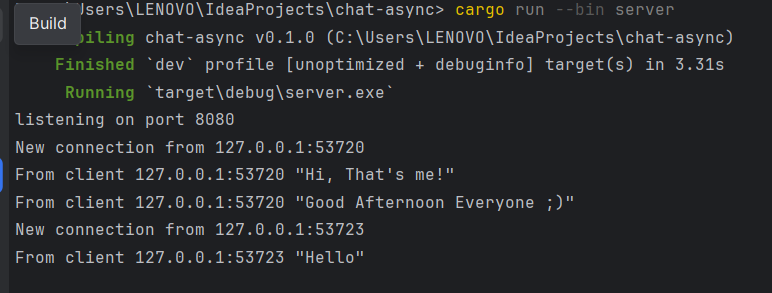 \Users\LENOVO\IdeaProjects\chat-async> cargo run --bin server
Build
chat-async v0.1.0 (C:\Users\LENOVO\IdeaProjects\chat-async)
Finished `dev` profile [unoptimized + debuginfo] target(s) in 3.31s
Running `target\debug\server.exe`
listening on port 8080
New connection from 127.0.0.1:53720
From client 127.0.0.1:53720 "Hi, That's me!"
From client 127.0.0.1:53720 "Good Afternoon Everyone ;)"
New connection from 127.0.0.1:53723
From client 127.0.0.1:53723 "Hello"